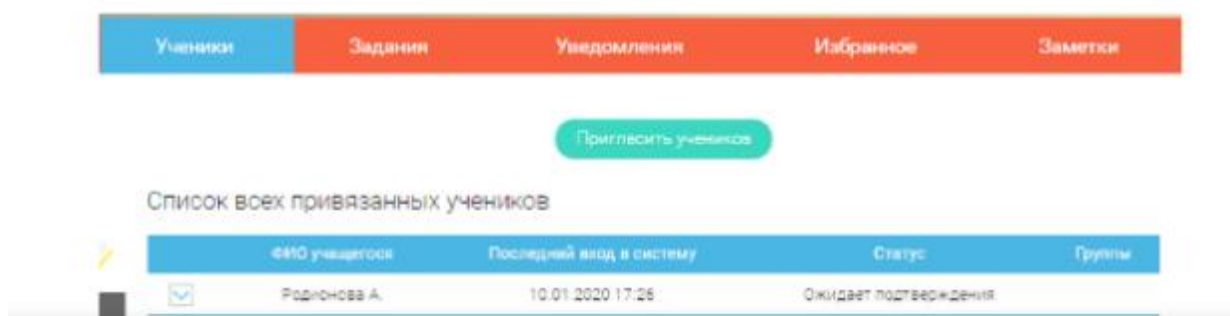 Ученики Задания Уведомления Избранное Заметки
Пригласить учеников
Список всех привязанных учеников
ФИО учащегося Последний вход в систему Статус Группы
Родионова А. 10.01.2020 17:26 Ожидает подтверждения